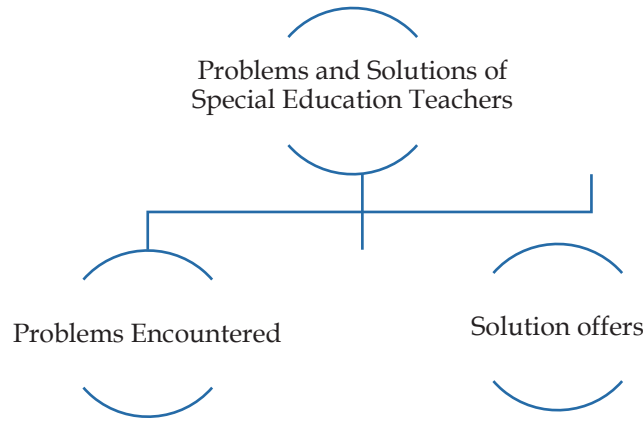 Problems and Solutions of
Special Education Teachers
Problems Encountered
Solution offers